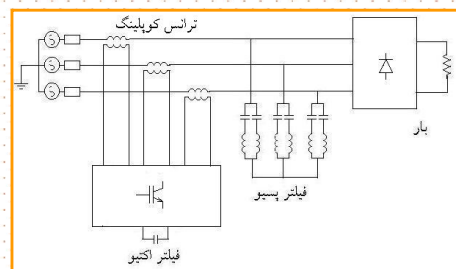 ترانس کوپلینگ
بار
فیلتر پسیو
فیلتر اکتیو